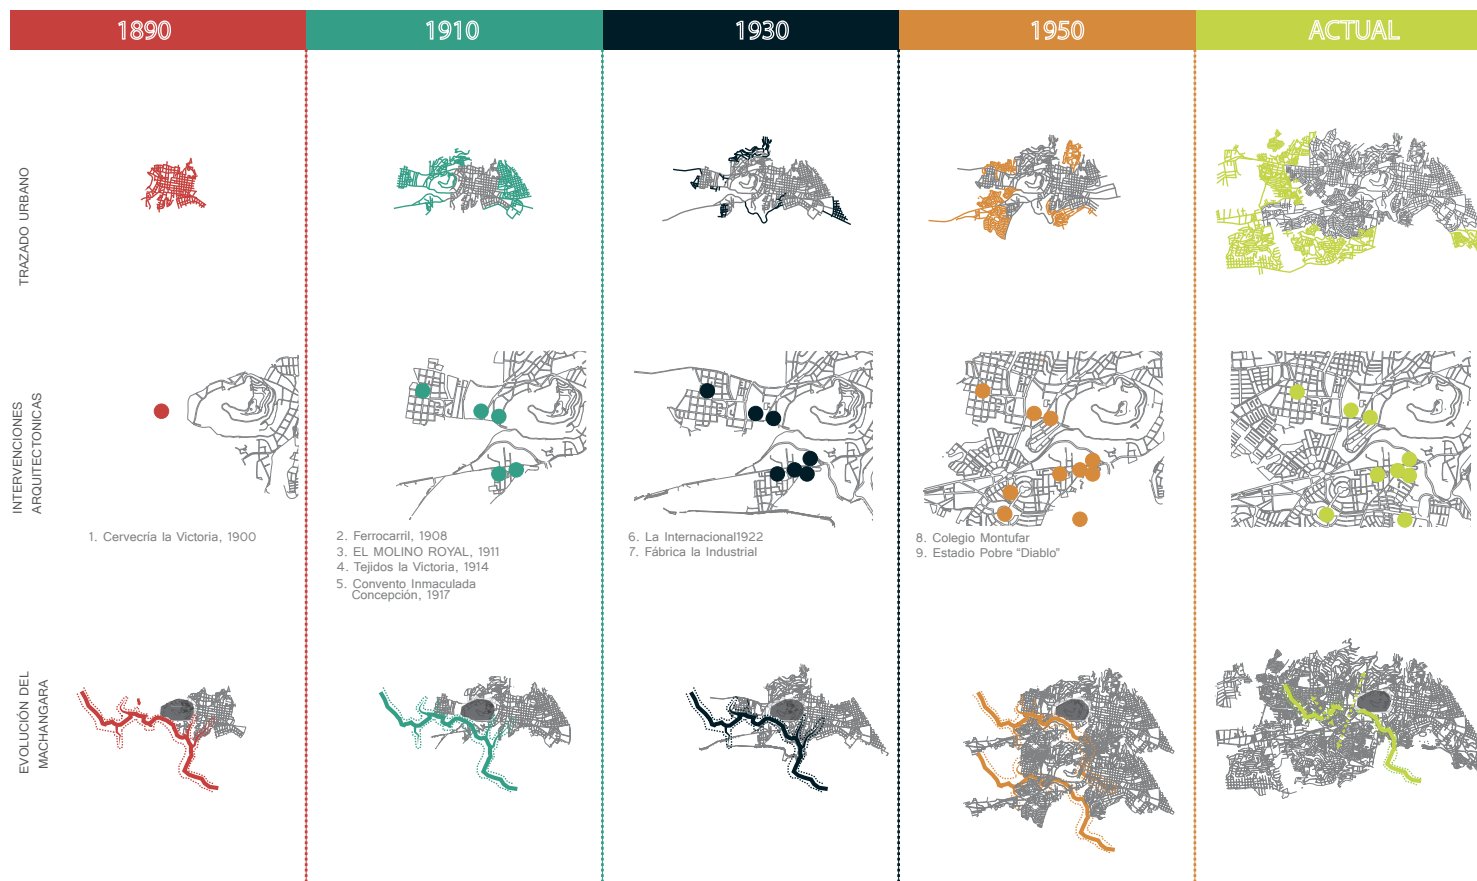 1890
1910
1930
1950
ACTUAL
TRAZADO URBANO
INTERVENCIONES
ARQUITECTONICAS
1. Cervecría la Victoria, 1900
2. Ferrocarril, 1908
3. EL MOLINO ROYAL, 1911
4. Tejidos la Victoria, 1914
5. Convento Inmaculada
Concepción, 1917
6. La Internacional1922
7. Fábrica la Industrial
8. Colegio Montufar
9. Estadio Pobre “Diablo”
EVOLUCIÓN DEL
MACHANGARA